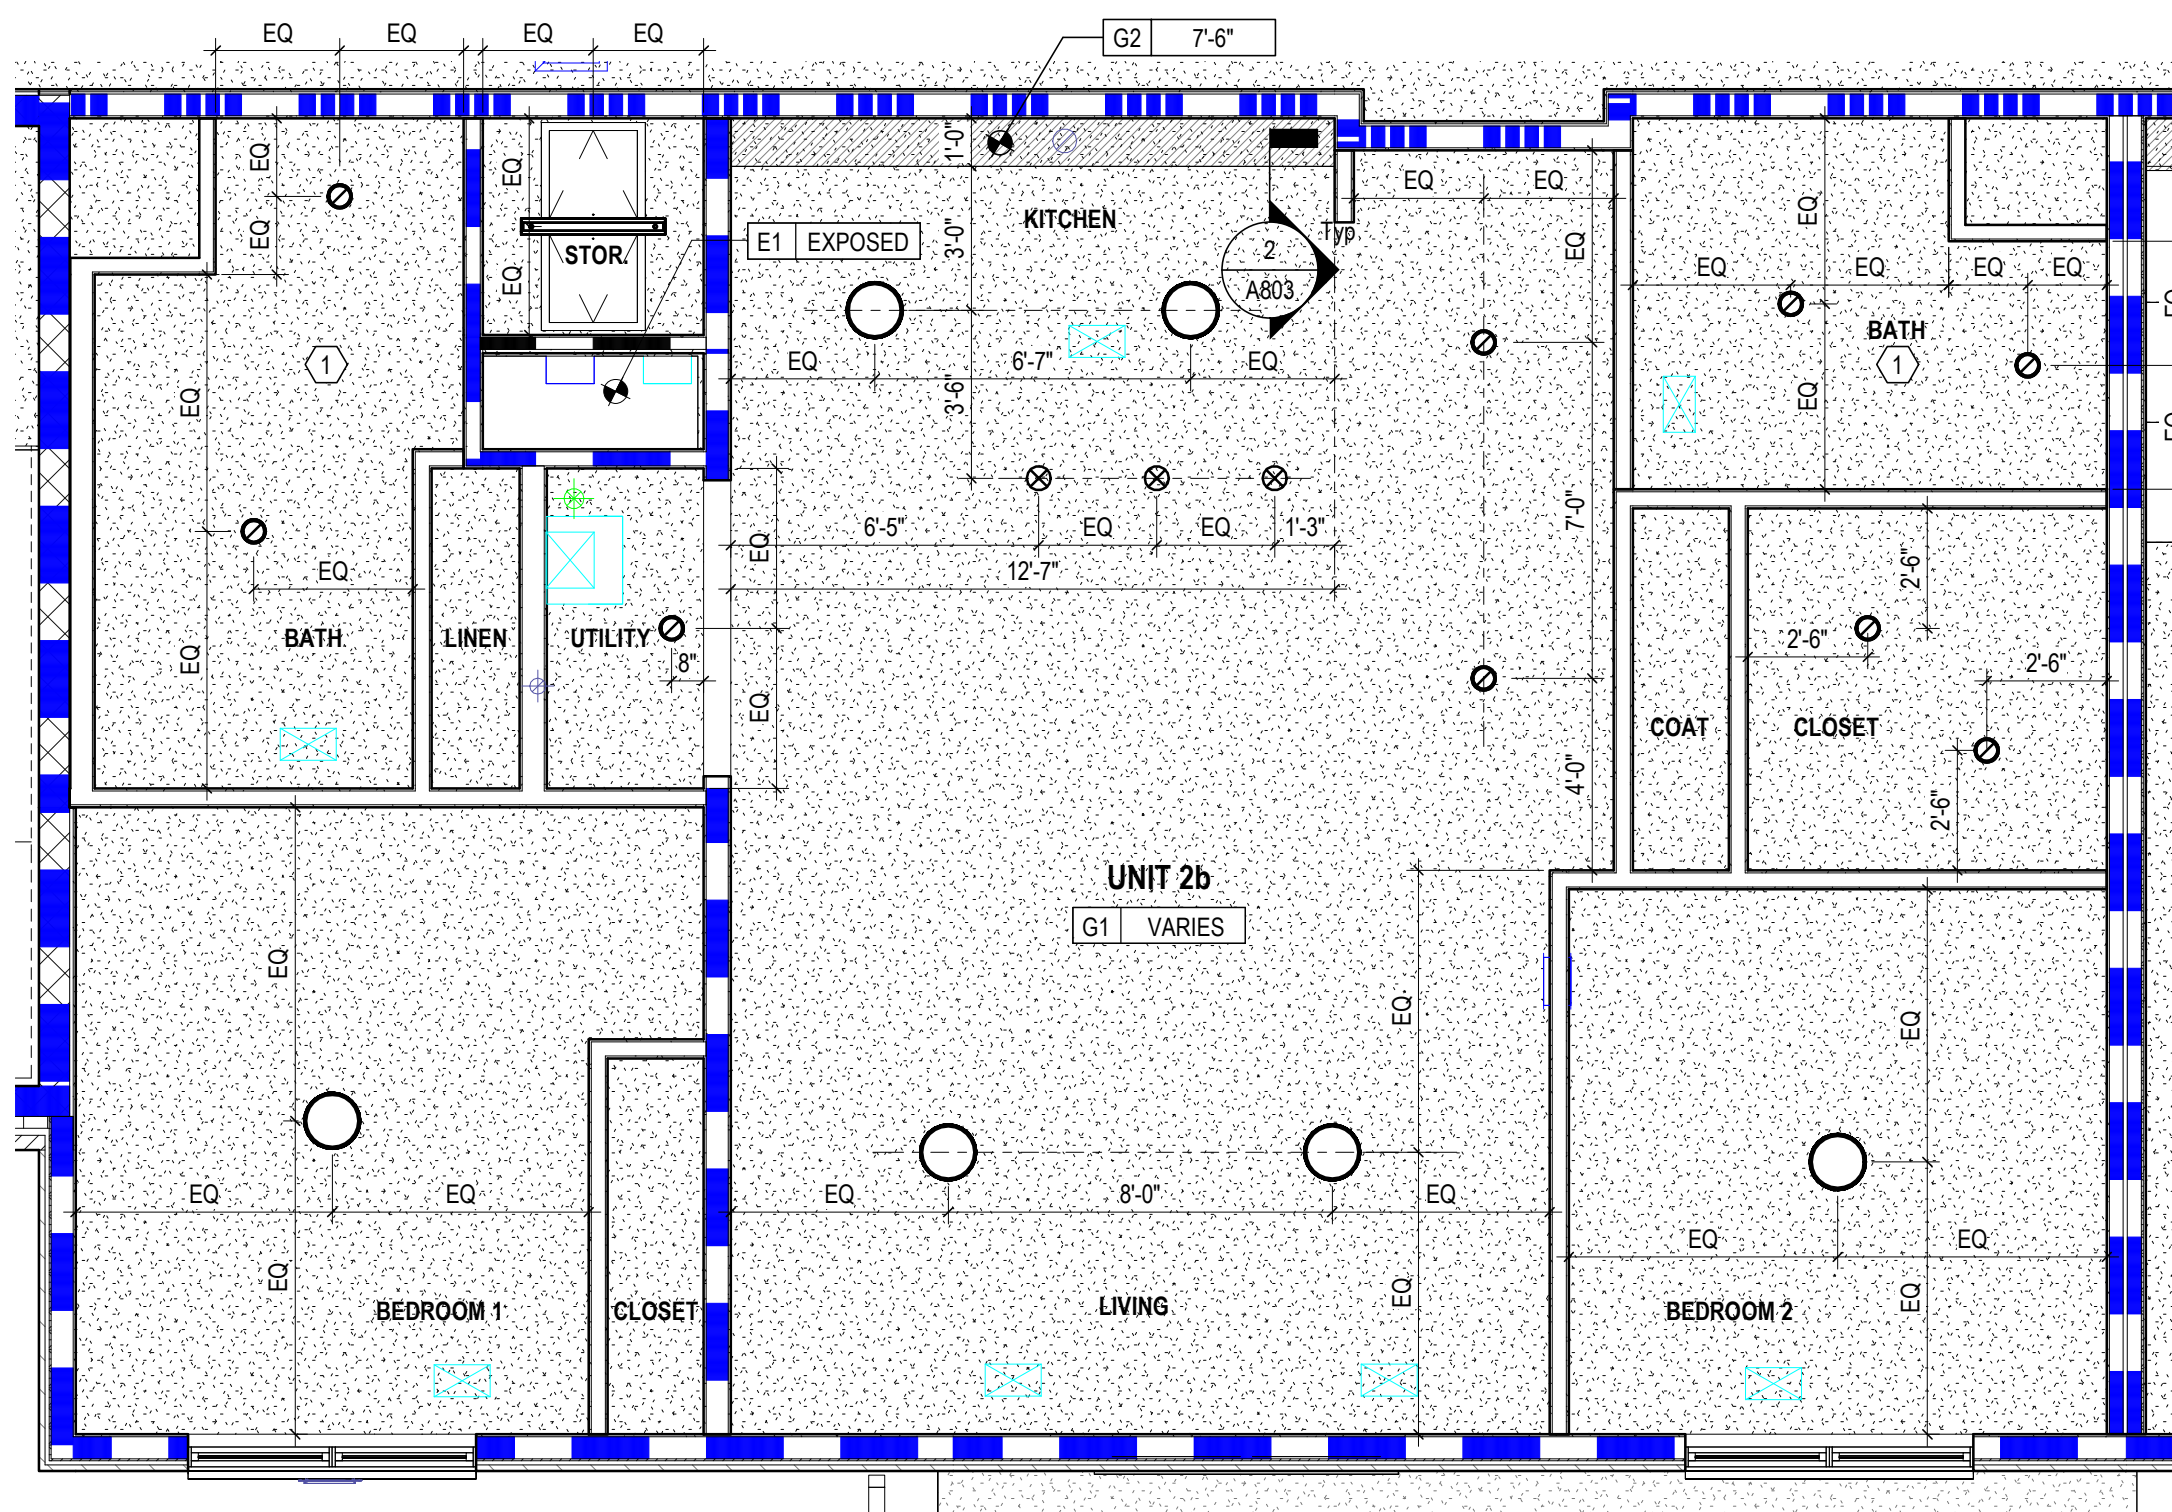 EQ EQ EQ EQ
G2 7'-6"
EQ
EQ
EQ
EQ
1'-0"
3'-0"
3'-6"
STOR.
E1 EXPOSED
KITCHEN
2
A803
Typ
EQ EQ
EQ
7'-0"
4'-0"
EQ
EQ
EQ EQ EQ EQ
BATH
1
EQ
EQ
1
EQ
EQ
EQ
BATH
LINEN
UTILITY
8"
EQ
EQ
EQ 6'-7" EQ
6'-5" EQ EQ 1'-3"
12'-7"
2'-6"
2'-6"
2'-6"
2'-6"
COAT
CLOSET
UNIT 2b
G1 VARIES
EQ
EQ
EQ EQ
BEDROOM 1
CLOSET
EQ 8'-0" EQ
EQ
EQ
LIVING
EQ
EQ
EQ EQ
BEDROOM 2